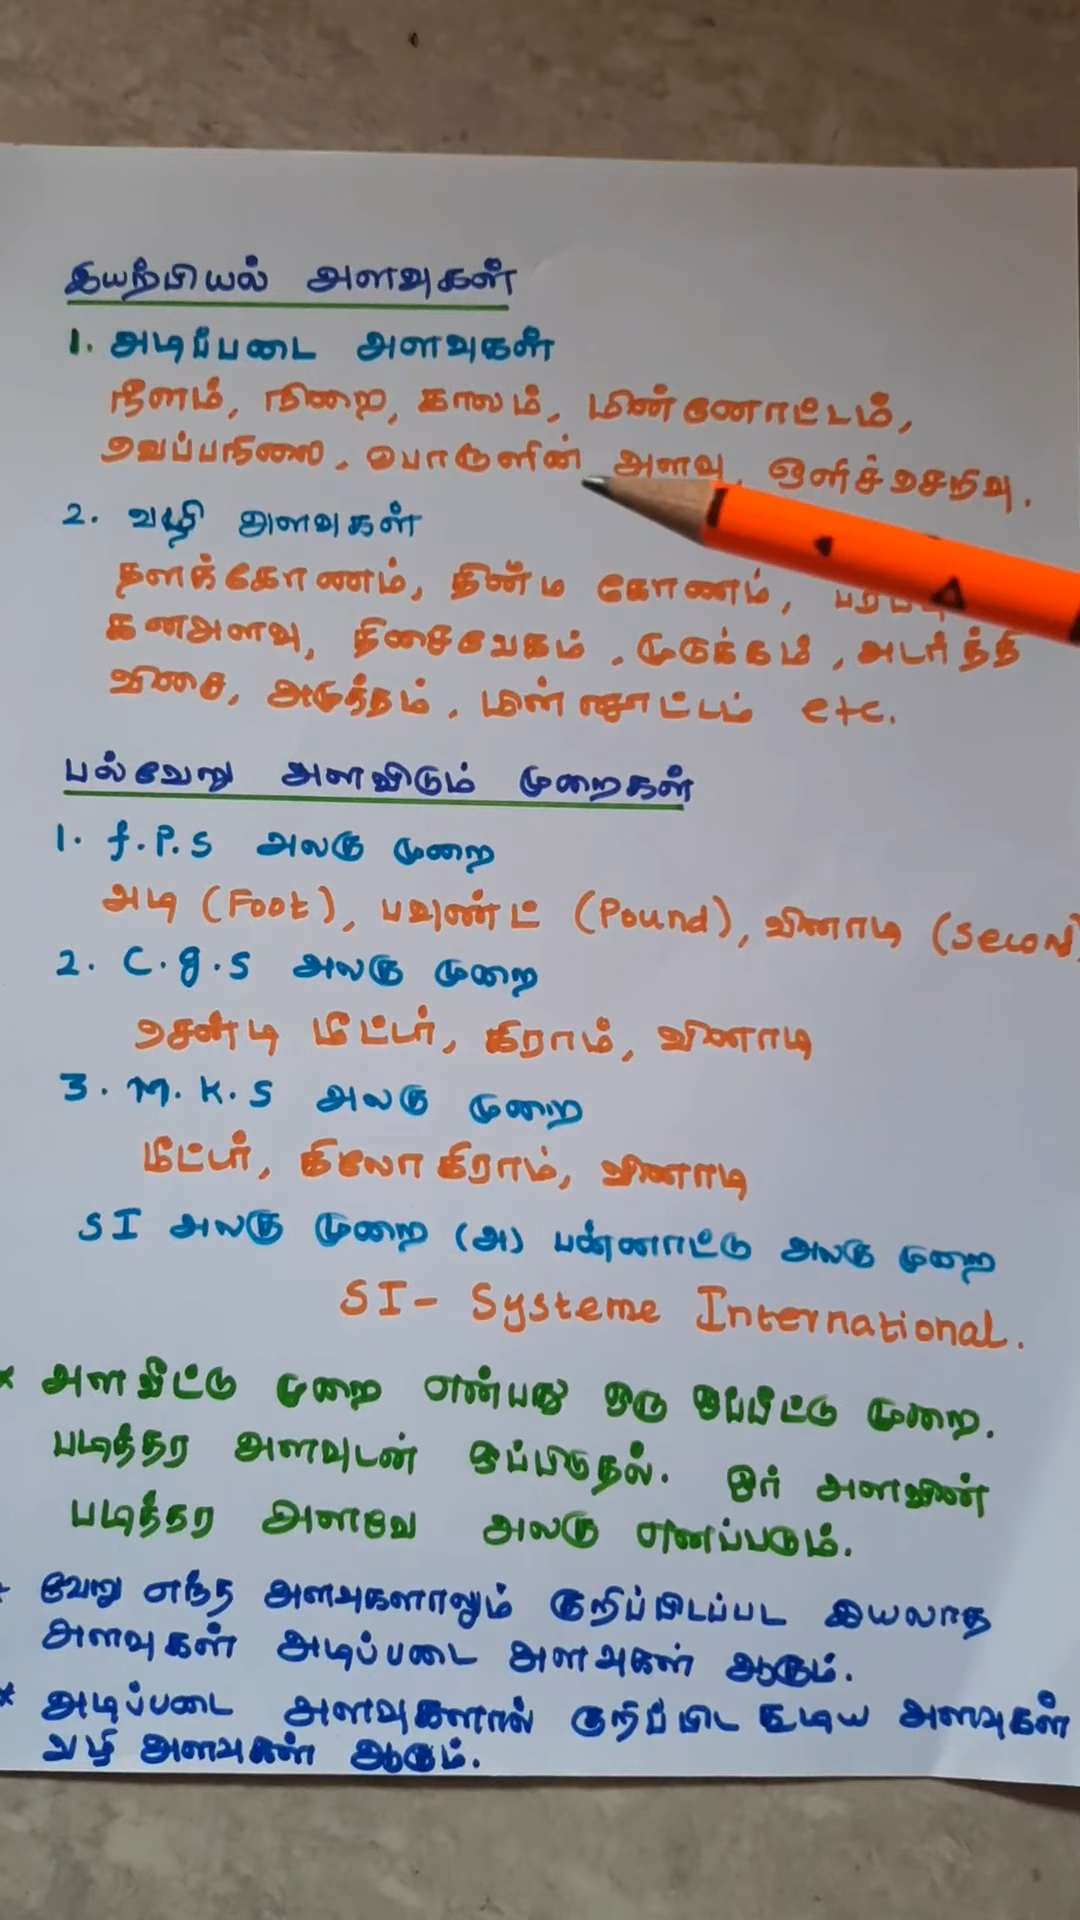 இயற்பியல் அளவுகள்
1. அடிப்படை அளவுகள்
நீளம், நிறை, காலம், மின்னோட்டம்,
வெப்பநிலை, பொருளின் அளவு, ஒளிச்செறிவு.
2. வழி அளவுகள்
தளக்கோணம், திண்ம கோணம்,
கனஅளவு, திசைவேகம், முடுக்கம், அடர்த்தி
விசை, அழுத்தம், etc.
பல்வேறு அளவிடும் முறைகள்
1. f.P.S அலகு முறை
அடி (Foot), பவுண்ட் (Pound), வினாடி
2. C.g.S அலகு முறை
சென்டி மீட்டர், கிராம், வினாடி
3. M.K.S அலகு முறை
மீட்டர், கிலோ கிராம், வினாடி
SI அலகு முறை (அ) பன்னாட்டு அலகு முறை
SI- Systeme International.
* அளவீட்டு முறை என்பது ஒரு ஒப்பீட்டு முறை.
படித்தர அளவுடன் ஒப்பிடுதல். ஓர் அளவின்
படித்தர அளவே அலகு எனப்படும்.
வேறு எந்த அளவுகளாலும் குறிப்பிடப்பட இயலாத
அளவுகள் அடிப்படை அளவுகள் ஆகும்.
* அடிப்படை அளவுகளால் குறிப்பிட கூடிய அளவுகள்
வழி அளவுகள் ஆகும்.